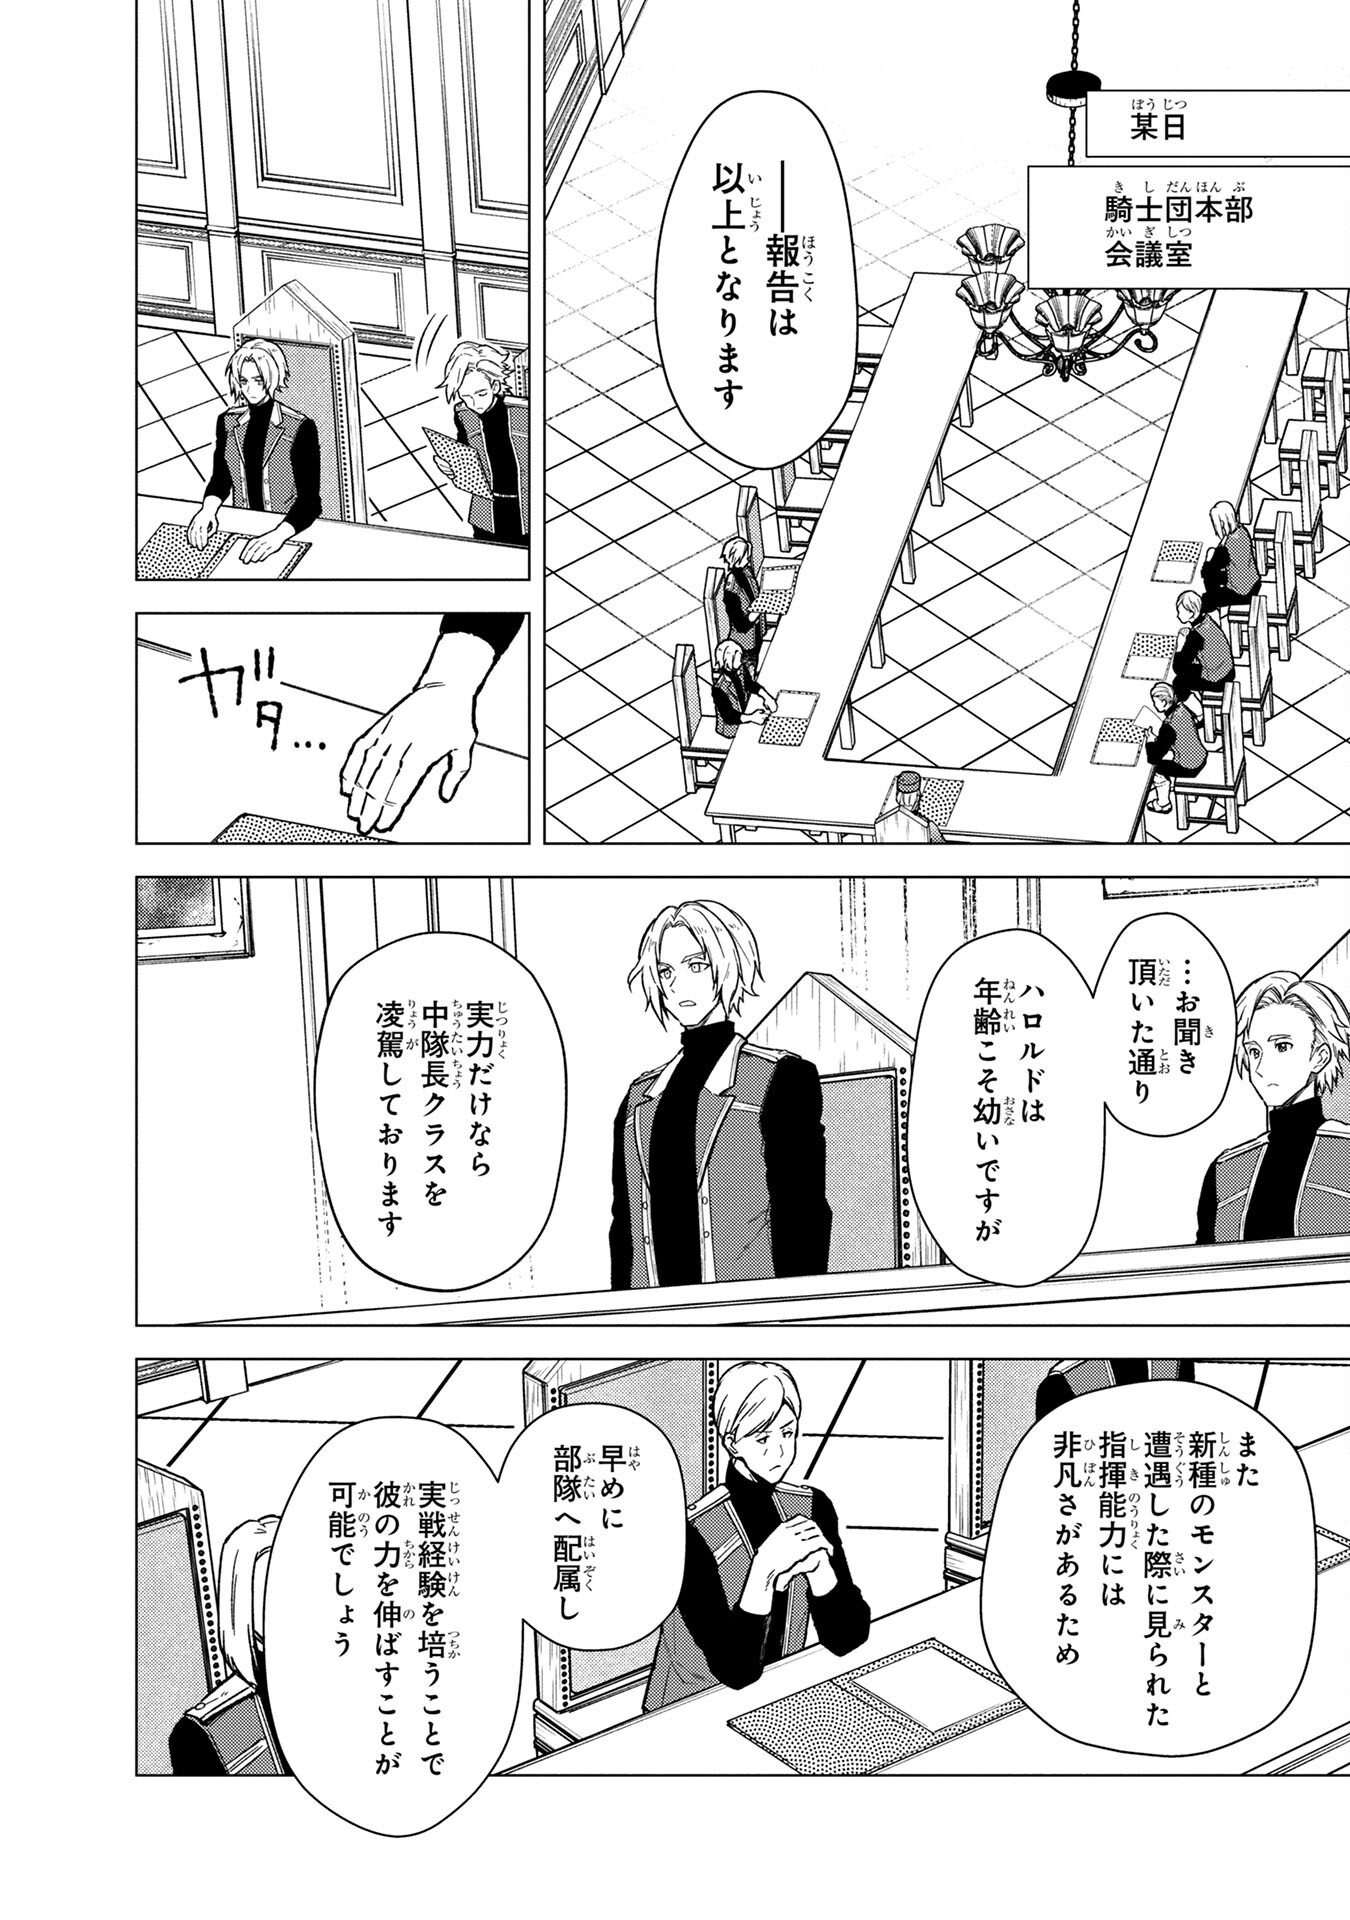 某日
騎士団本部
会議室
──報告は
以上となります
ガタ…
…お聞き
頂いた通り
ハロルドは
年齢こそ幼いですが
実力だけなら
中隊長クラスを
凌駕しております
また
新種のモンスターと
遭遇した際に見られた
指揮能力には
非凡さがあるため
早めに
部隊へ配属し
実戦経験を培うことで
彼の力を伸ばすことが
可能でしょう